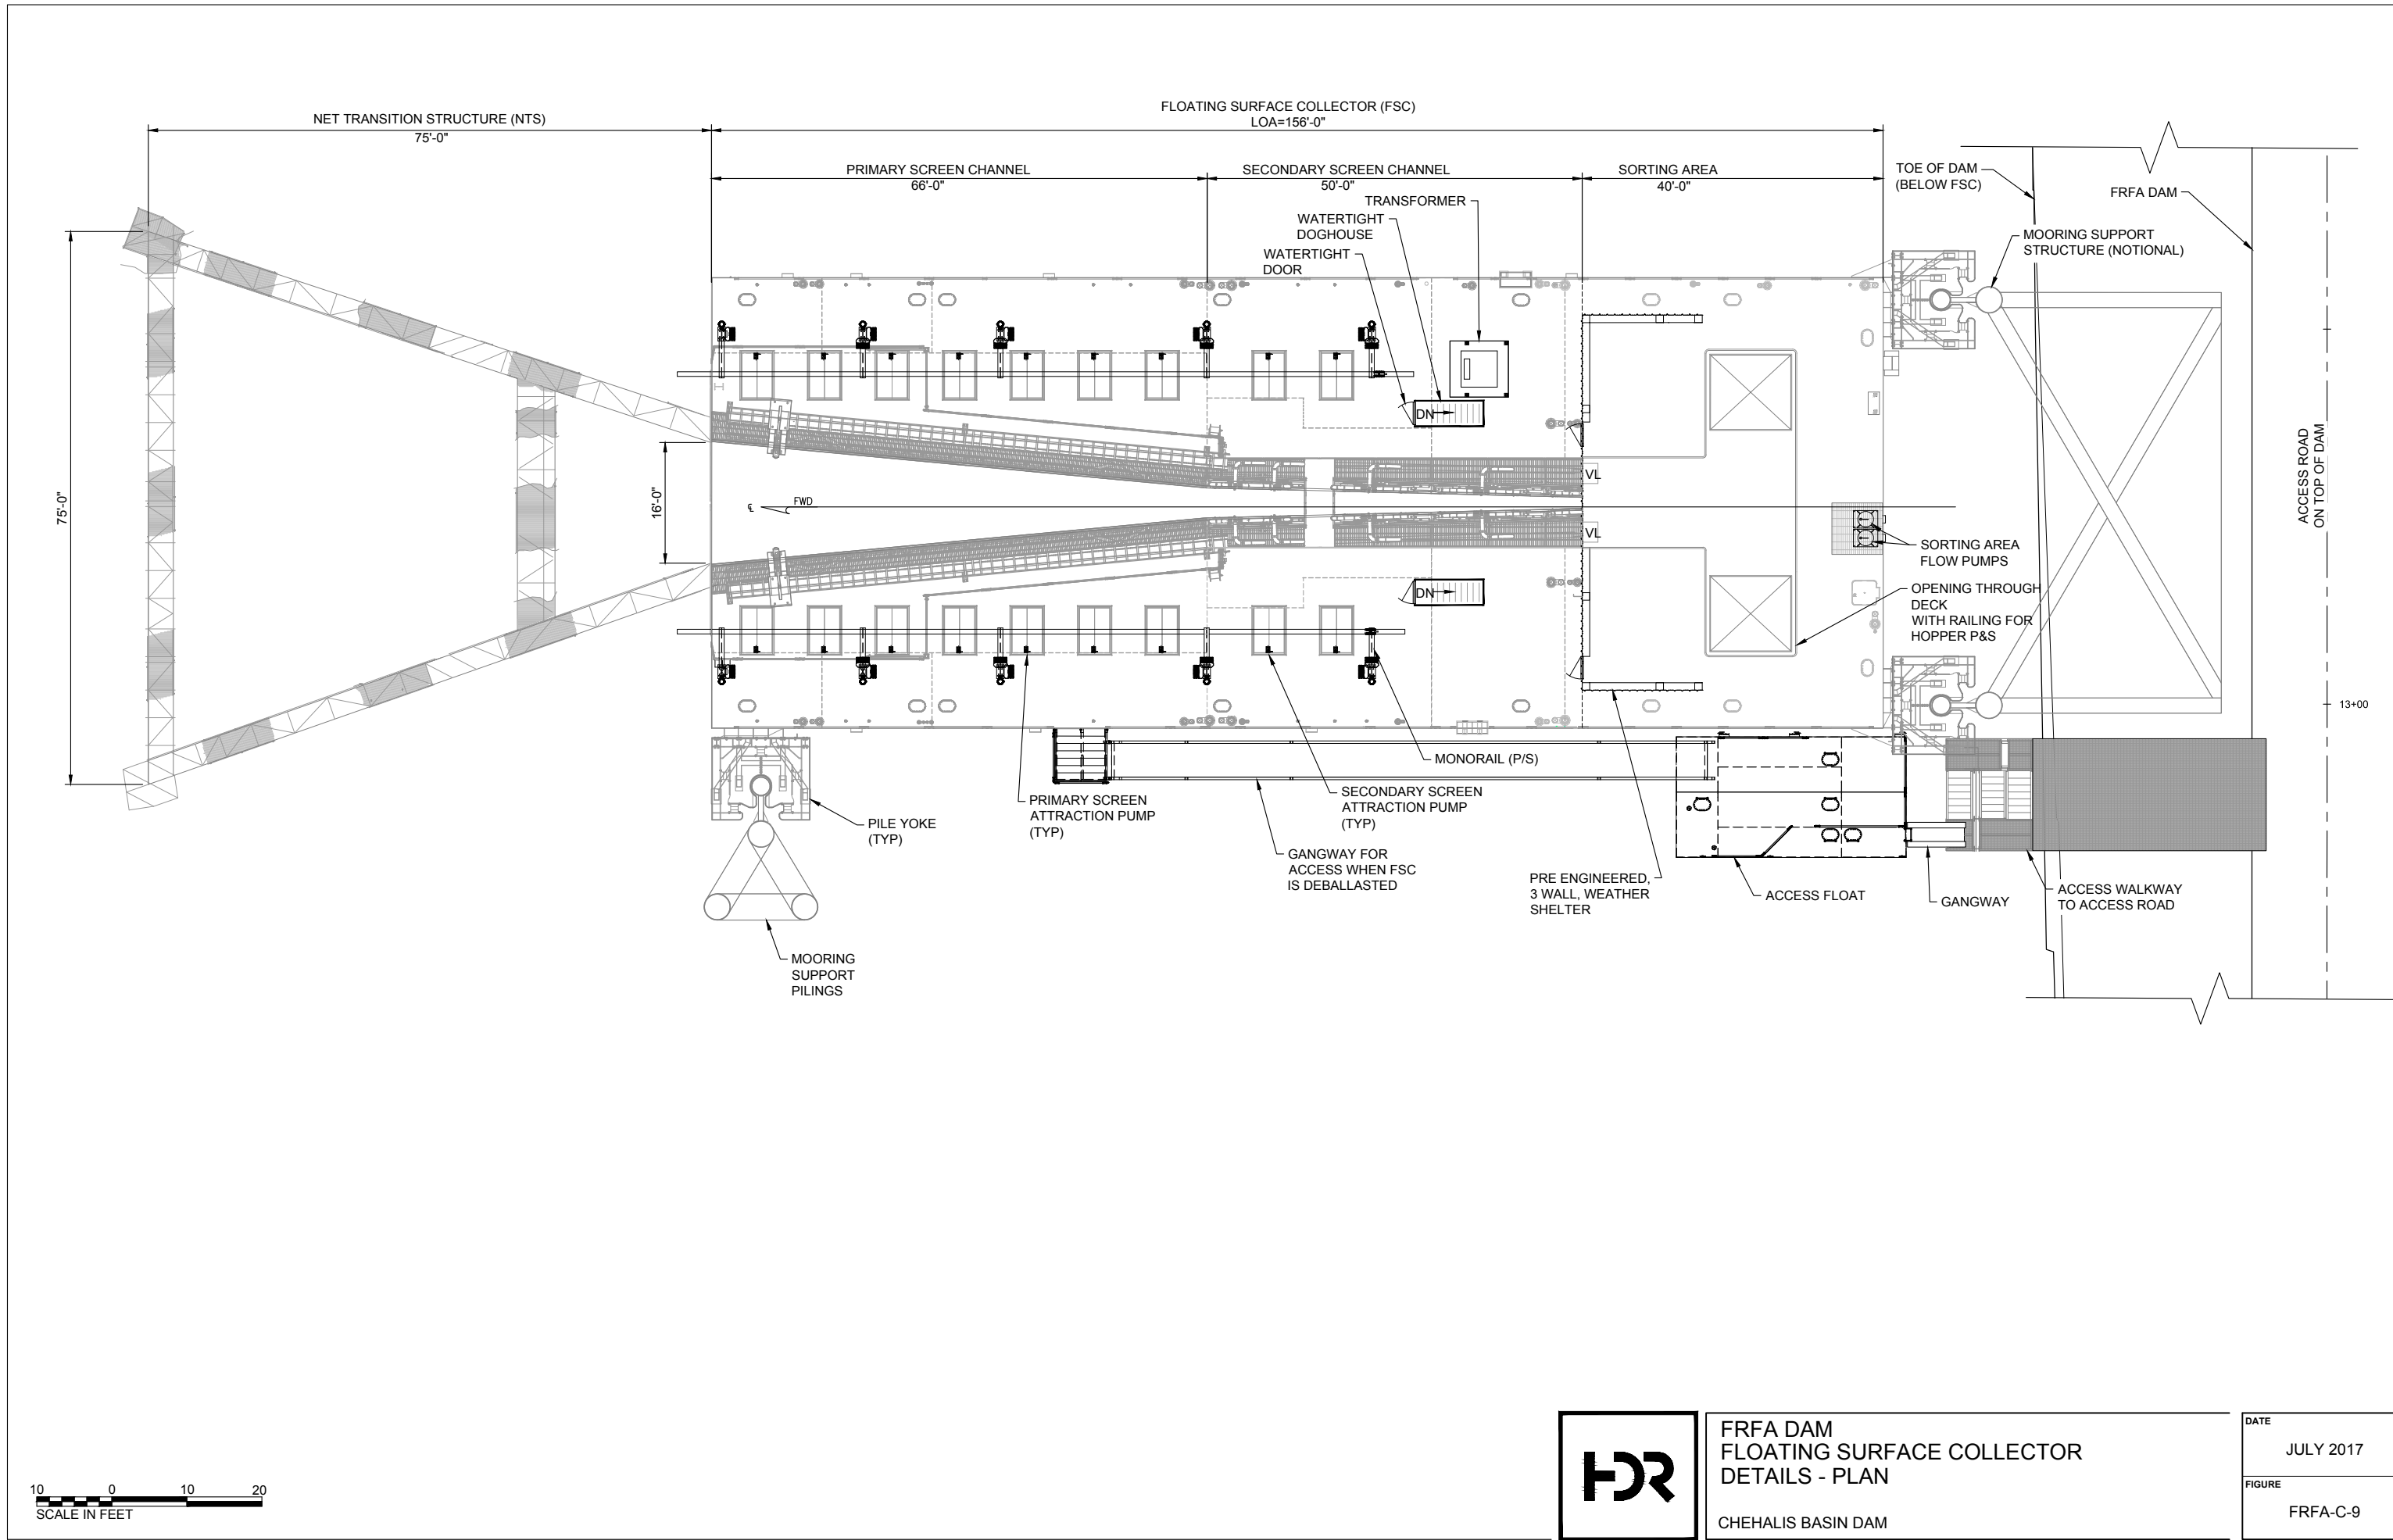 FLOATING SURFACE COLLECTOR (FSC)
LOA=156'-0"
NET TRANSITION STRUCTURE (NTS)
75'-0"
PRIMARY SCREEN CHANNEL
66'-0"
SECONDARY SCREEN CHANNEL
50'-0"
SORTING AREA
40'-0"
TOE OF DAM
(BELOW FSC)
FRFA DAM
TRANSFORMER
WATERTIGHT
DOGHOUSE
WATERTIGHT
DOOR
MOORING SUPPORT
STRUCTURE (NOTIONAL)
DN
VL
75'-0"
16'-0"
FWD
ACCESS ROAD
ON TOP OF DAM
VL
SORTING AREA
FLOW PUMPS
DN
OPENING THROUGH
DECK
WITH RAILING FOR
HOPPER P&S
13+00
MONORAIL (P/S)
PRIMARY SCREEN
ATTRACTION PUMP
(TYP)
SECONDARY SCREEN
ATTRACTION PUMP
(TYP)
PILE YOKE
(TYP)
GANGWAY FOR
ACCESS WHEN FSC
IS DEBALLASTED
PRE ENGINEERED,
3 WALL, WEATHER
SHELTER
ACCESS FLOAT
GANGWAY
ACCESS WALKWAY
TO ACCESS ROAD
MOORING
SUPPORT
PILINGS
10 0 10 20
SCALE IN FEET
HDR
FRFA DAM
FLOATING SURFACE COLLECTOR
DETAILS - PLAN
CHEHALIS BASIN DAM
DATE
JULY 2017
FIGURE
FRFA-C-9